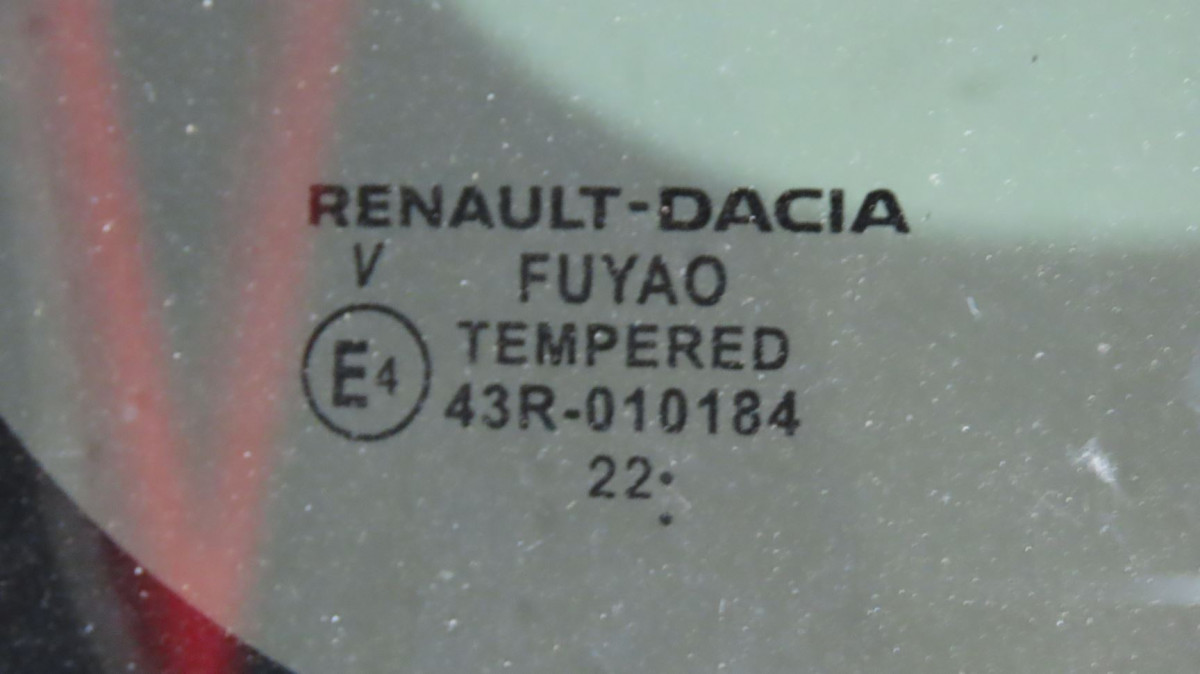 RENAULT-DACIA
V FUYAO
E4 TEMPERED
43R-010184
22